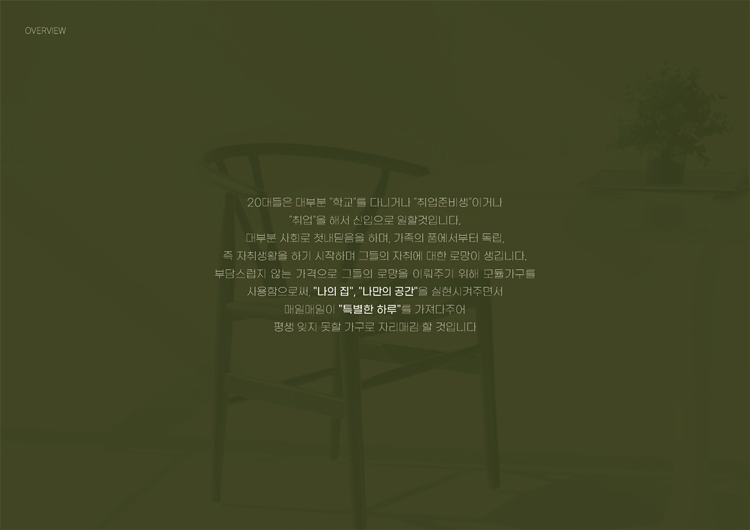 OVERVIEW
20대들은 대부분 "학교"를 다니거나 "취업준비생"이거나
"취업"을 해서 신입으로 일할것입니다.
대부분 사회로 첫내딛음을 하며, 가족의 품에서부터 독립,
즉 자취생활을 하기 시작하며 그들의 자취에 대한 로망이 생깁니다.
부담스럽지 않는 가격으로 그들의 로망을 이뤄주기 위해 모듈가구를
사용함으로써, "나의 집", "나만의 공간"을 실현시켜주면서
매일매일이 "특별한 하루"를 가져다주어
평생 잊지 못할 가구로 자리매김 할 것입니다